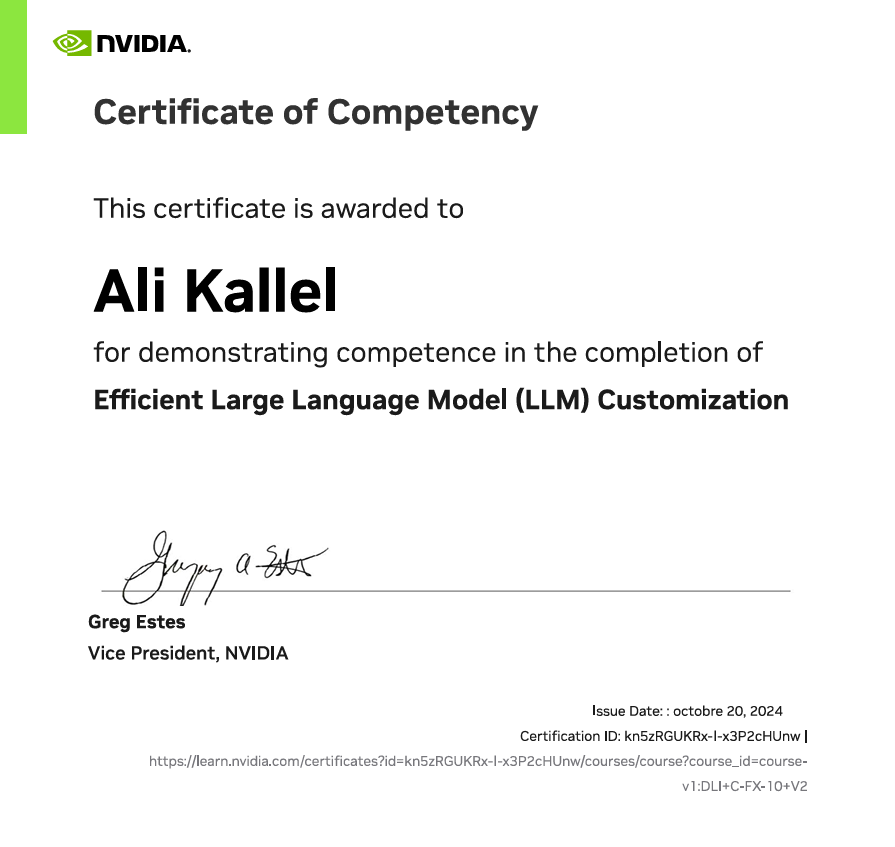 NVIDIA.
Certificate of Competency
This certificate is awarded to
Ali Kallel
for demonstrating competence in the completion of
Efficient Large Language Model (LLM) Customization
Gregory A Estes
Greg Estes
Vice President, NVIDIA
Issue Date: : octobre 20, 2024
Certification ID: kn5zRGUKRx-I-x3P2cHUnw |
https://learn.nvidia.com/certificates?id=kn5zRGUKRx-I-x3P2cHUnw/courses/course?course_id=course-
v1:DLI+C-FX-10+V2